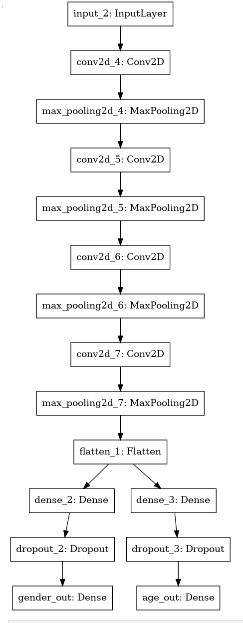 input_2: InputLayer
conv2d_4: Conv2D
max_pooling2d_4: MaxPooling2D
conv2d_5: Conv2D
max_pooling2d_5: MaxPooling2D
conv2d_6: Conv2D
max_pooling2d_6: MaxPooling2D
conv2d_7: Conv2D
max_pooling2d_7: MaxPooling2D
flatten_1: Flatten
dense_2: Dense
dense_3: Dense
dropout_2: Dropout
dropout_3: Dropout
gender_out: Dense
age_out: Dense